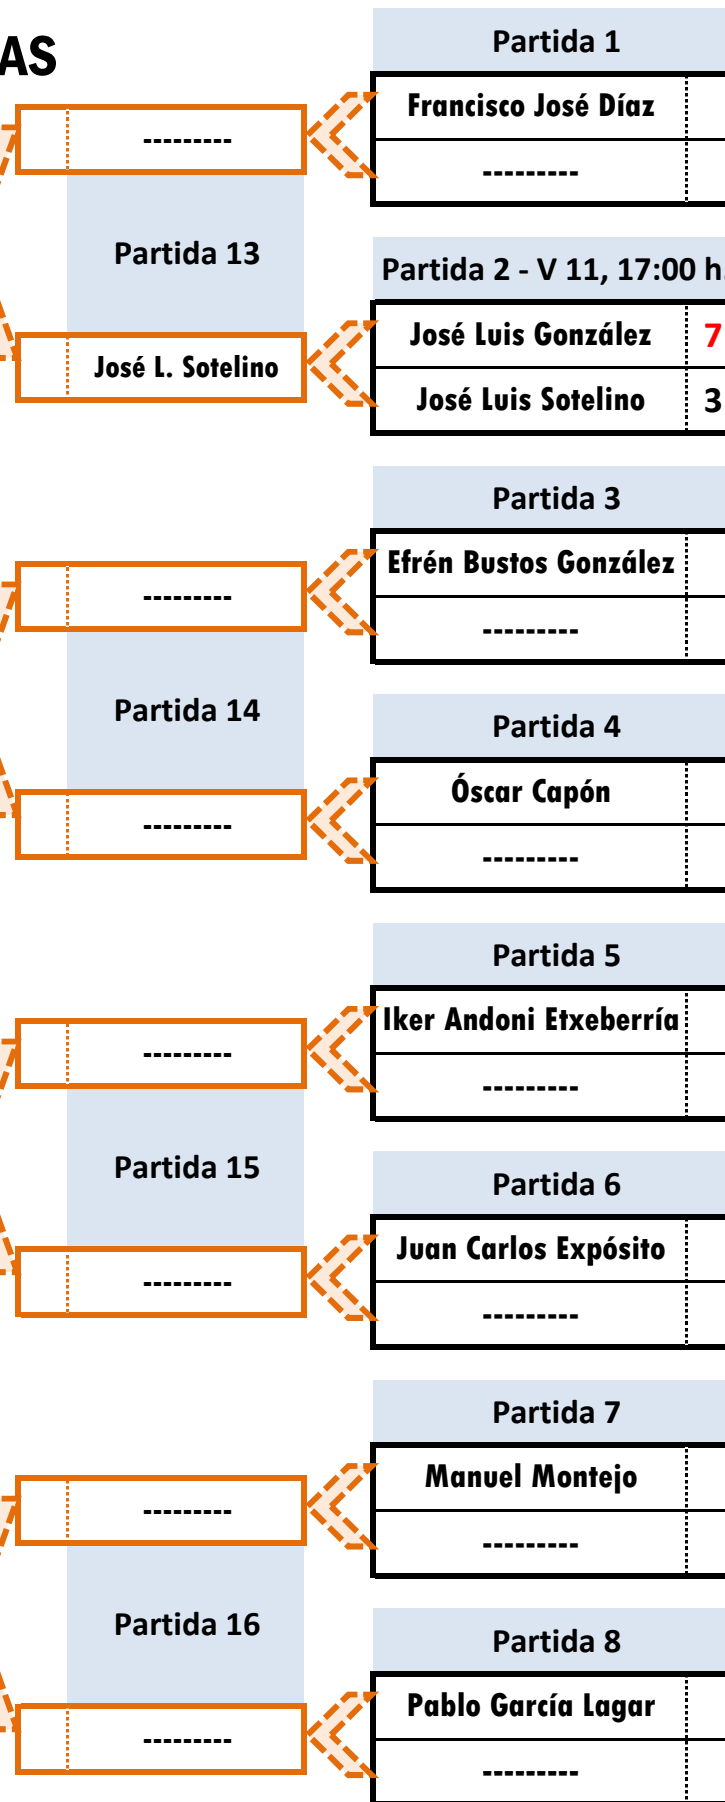 AS
Partida 1
Francisco José Díaz
---------
---------
Partida 13
Partida 2 - V 11, 17:00 h.
José Luis González 7
José Luis Sotelino 3
José L. Sotelino
Partida 3
Efrén Bustos González
---------
---------
Partida 14
Partida 4
Óscar Capón
---------
---------
Partida 5
Iker Andoni Etxeberría
---------
---------
Partida 15
Partida 6
Juan Carlos Expósito
---------
---------
Partida 7
Manuel Montejo
---------
---------
Partida 16
Partida 8
Pablo García Lagar
---------
---------